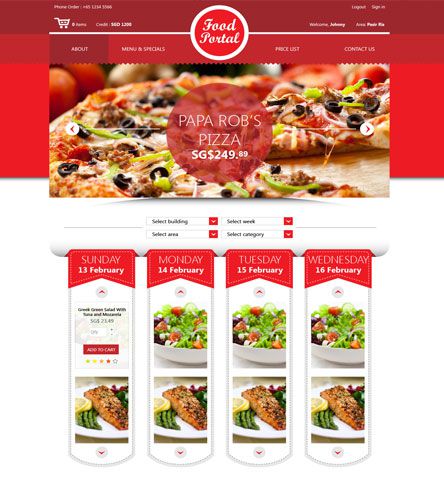 Phone Order : +65 1234 5566
Logout
Sign in
0 items
Credit : SGD 1200
Food
Portal
Welcome, Johnny
Area: Pasir Ris
ABOUT
MENU & SPECIALS
PRICE LIST
CONTACT US
PAPA ROB'S
PIZZA
SG$249.89
Select building
Select week
Select area
Select category
SUNDAY
13 February
MONDAY
14 February
TUESDAY
15 February
WEDNESDAY
16 February
Greek Green Salad With
Tuna and Mozarela
SG$ 23.49
Qty
ADD TO CART